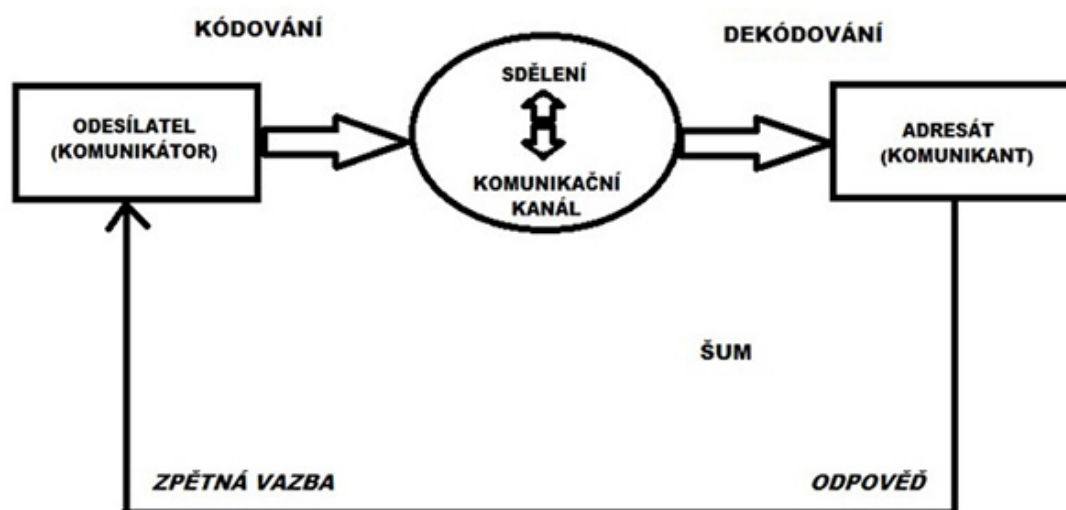 KÓDOVÁNÍ
DEKÓDOVÁNÍ
ODESÍLATEL
(KOMUNIKÁTOR)
SDĚLENÍ
KOMUNIKAČNÍ
KANÁL
ADRESÁT
(KOMUNIKANT)
ŠUM
ZPĚTNÁ VAZBA
ODPOVĚĎ